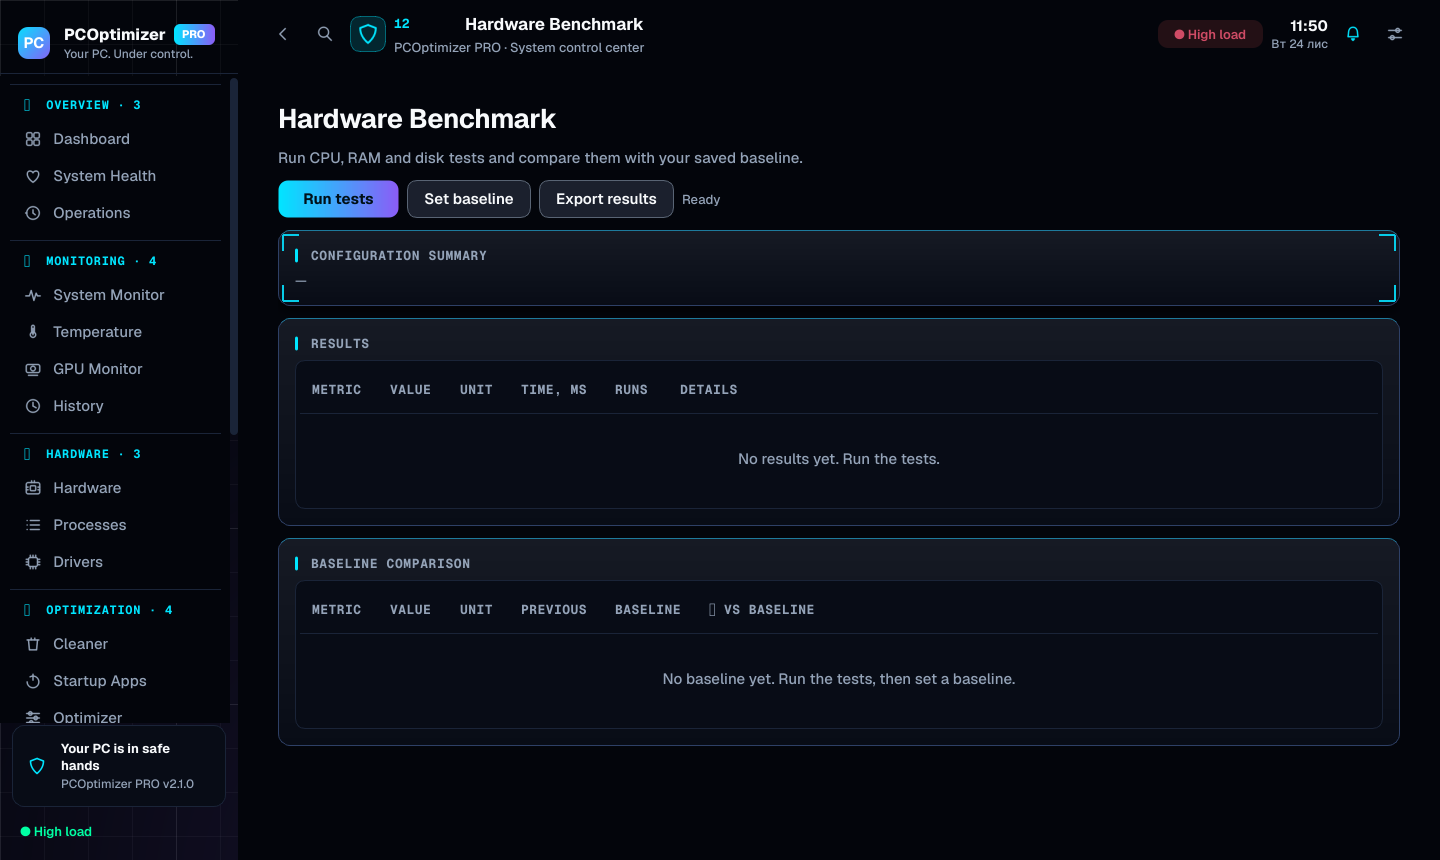 PC
PCOptimizer PRO
Your PC. Under control.
12
Hardware Benchmark
PCOptimizer PRO · System control center
High load
11:50
Вт 24 лис
OVERVIEW · 3
Dashboard
System Health
Operations
MONITORING · 4
System Monitor
Temperature
GPU Monitor
History
HARDWARE · 3
Hardware
Processes
Drivers
OPTIMIZATION · 4
Cleaner
Startup Apps
Optimizer
Your PC is in safe
hands
PCOptimizer PRO v2.1.0
High load
Hardware Benchmark
Run CPU, RAM and disk tests and compare them with your saved baseline.
Run tests Set baseline Export results Ready
CONFIGURATION SUMMARY
—
RESULTS
METRIC VALUE UNIT TIME, MS RUNS DETAILS
No results yet. Run the tests.
BASELINE COMPARISON
METRIC VALUE UNIT PREVIOUS BASELINE VS BASELINE
No baseline yet. Run the tests, then set a baseline.